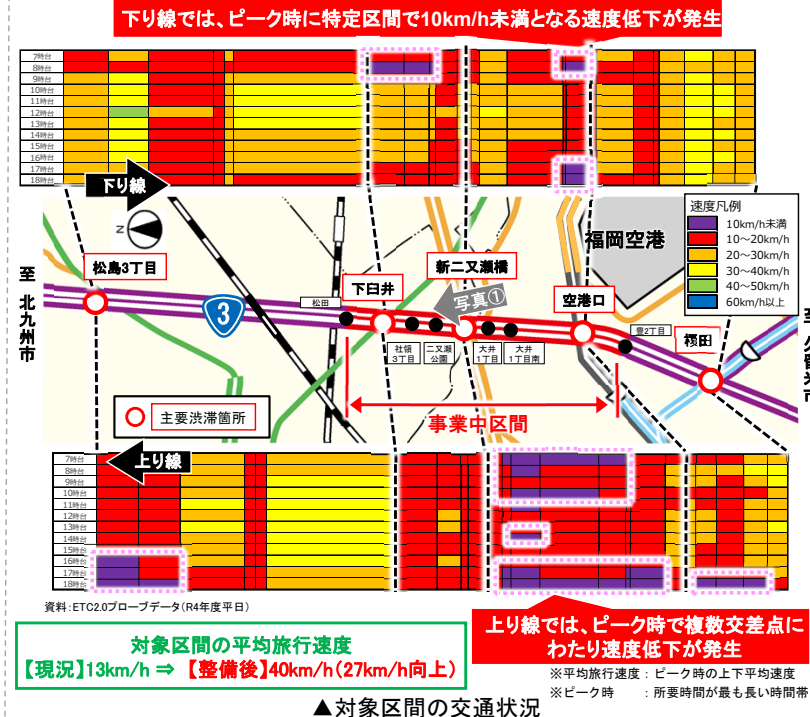 下り線では、ピーク時に特定区間で10km/h未満となる速度低下が発生
7時台
8時台
9時台
10時台
11時台
12時台
13時台
14時台
15時台
16時台
17時台
18時台
下り線
速度凡例
10km/h未満
10～20km/h
20～30km/h
30～40km/h
40～50km/h
60km/h以上
福岡空港
N
松島3丁目
下臼井
新二又瀬橋
空港口
写真①
至 北九州市
3
松田
社領
3丁目
二又瀬
公園
大井
1丁目
大井
1丁目南
豊2丁目
榎田
主要渋滞箇所
事業中区間
上り線
7時台
8時台
9時台
10時台
11時台
12時台
13時台
14時台
15時台
16時台
17時台
18時台
資料:ETC2.0プローブデータ(R4年度平日)
対象区間の平均旅行速度
【現況】13km/h ⇒ 【整備後】40km/h(27km/h向上)
上り線では、ピーク時で複数交差点に
わたり速度低下が発生
※平均旅行速度 : ピーク時の上下平均速度
※ピーク時 : 所要時間が最も長い時間帯
▲対象区間の交通状況